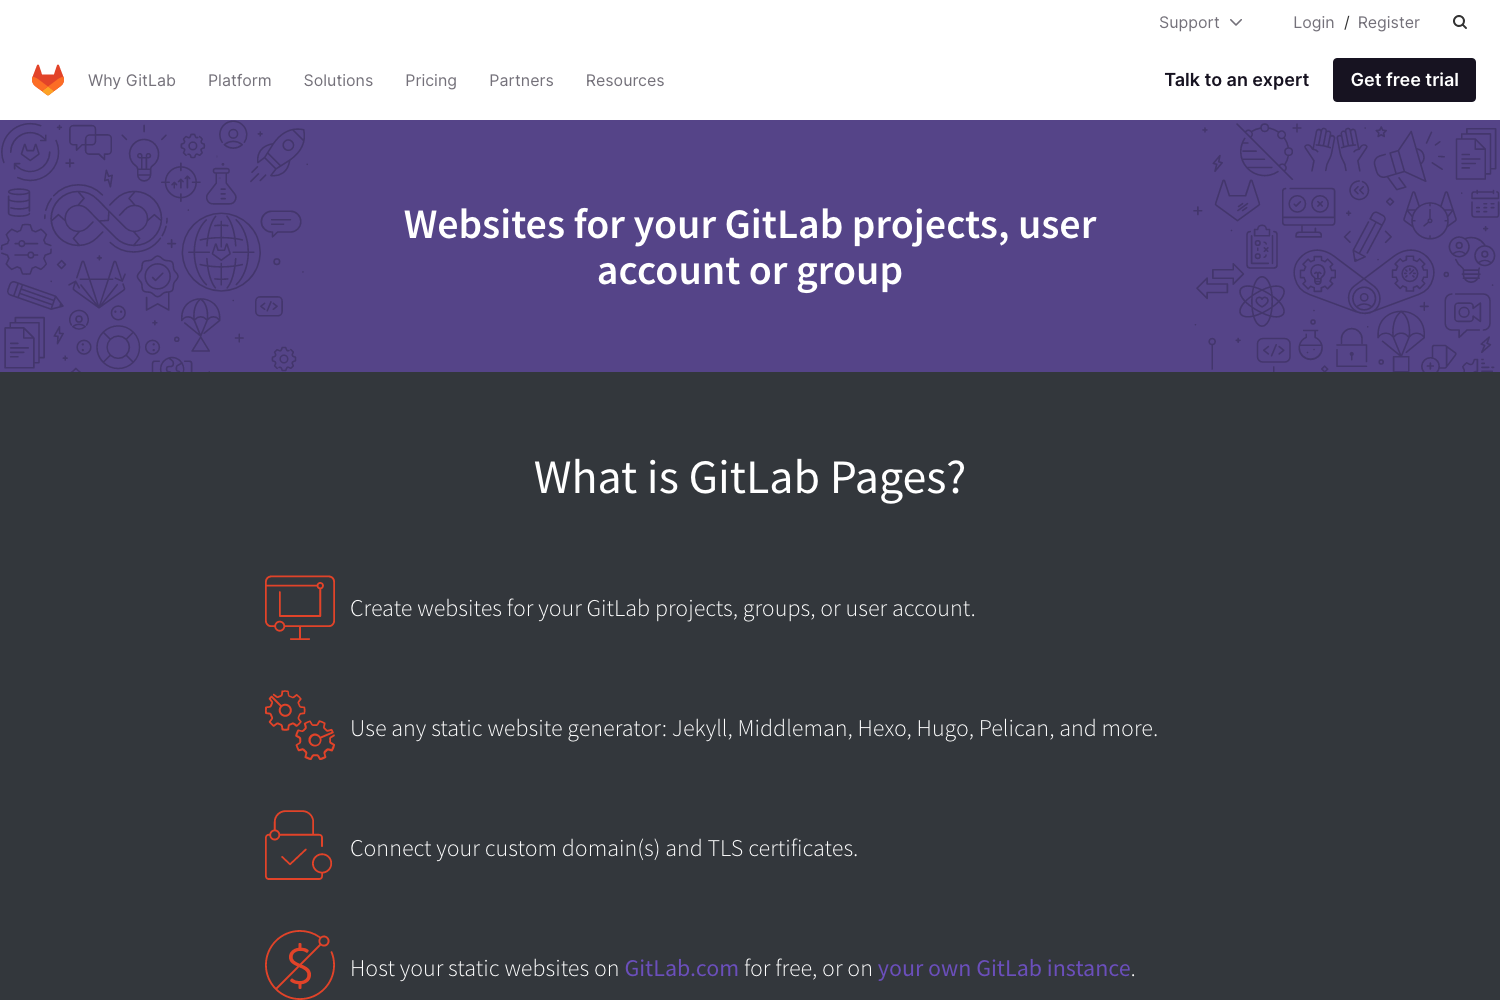 Support
Login / Register
Why GitLab
Platform
Solutions
Pricing
Partners
Resources
Talk to an expert
Get free trial
Websites for your GitLab projects, user
account or group
What is GitLab Pages?
Create websites for your GitLab projects, groups, or user account.
Use any static website generator: Jekyll, Middleman, Hexo, Hugo, Pelican, and more.
Connect your custom domain(s) and TLS certificates.
Host your static websites on GitLab.com for free, or on your own GitLab instance.